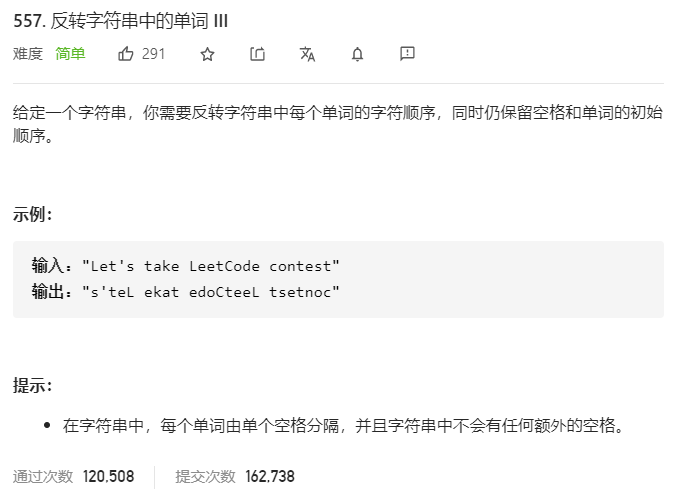 557. 反转字符串中的单词 III
难度 简单 291
给定一个字符串，你需要反转字符串中每个单词的字符顺序，同时仍保留空格和单词的初始
顺序。
示例：
输入："Let's take LeetCode contest"
输出："s'teL ekat edoCteeL tsetnoc"
提示：
在字符串中，每个单词由单个空格分隔，并且字符串中不会有任何额外的空格。
通过次数 120,508 提交次数 162,738